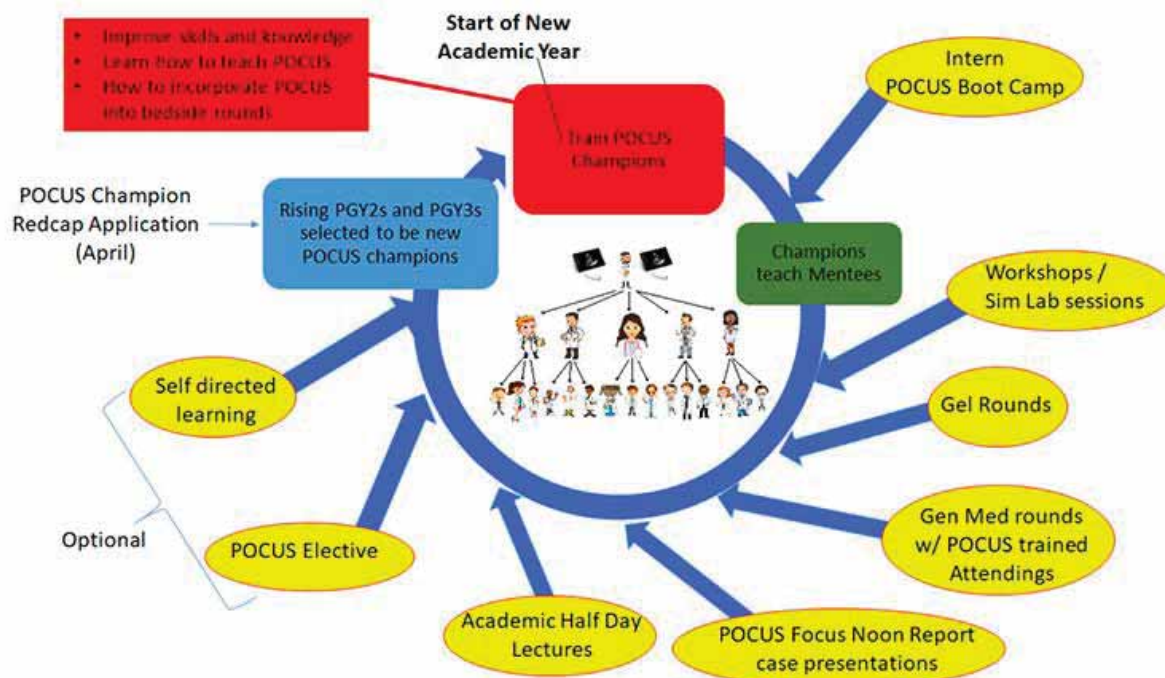 • Improve skills and knowledge
• Learn how to teach POCUS
• How to incorporate POCUS
into bedside rounds
Start of New
Academic Year
Train POCUS
Champions
Intern
POCUS Boot Camp
POCUS Champion
Redcap Application
(April)
Rising PGY2s and PGY3s
selected to be new
POCUS champions
Champions
teach Mentees
Workshops /
Sim Lab sessions
Self directed
learning
Gel Rounds
Optional
POCUS Elective
Gen Med rounds
w/ POCUS trained
Attendings
Academic Half Day
Lectures
POCUS Focus Noon Report
case presentations